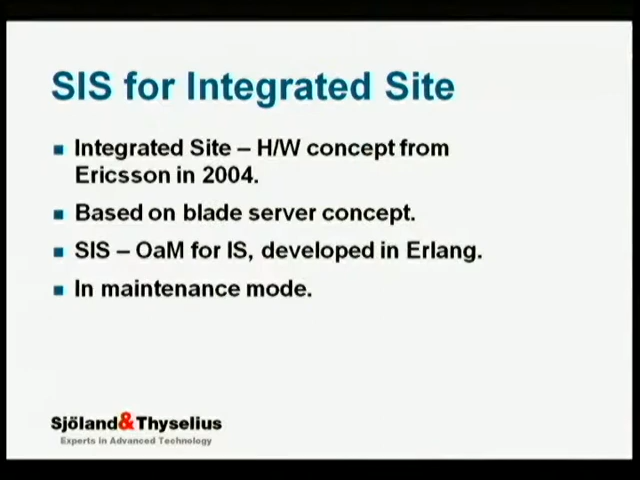 SIS for Integrated Site
Integrated Site – H/W concept from
Ericsson in 2004.
Based on blade server concept.
SIS – OaM for IS, developed in Erlang.
In maintenance mode.
Sjöland&Thyselius
Experts in Advanced Technology